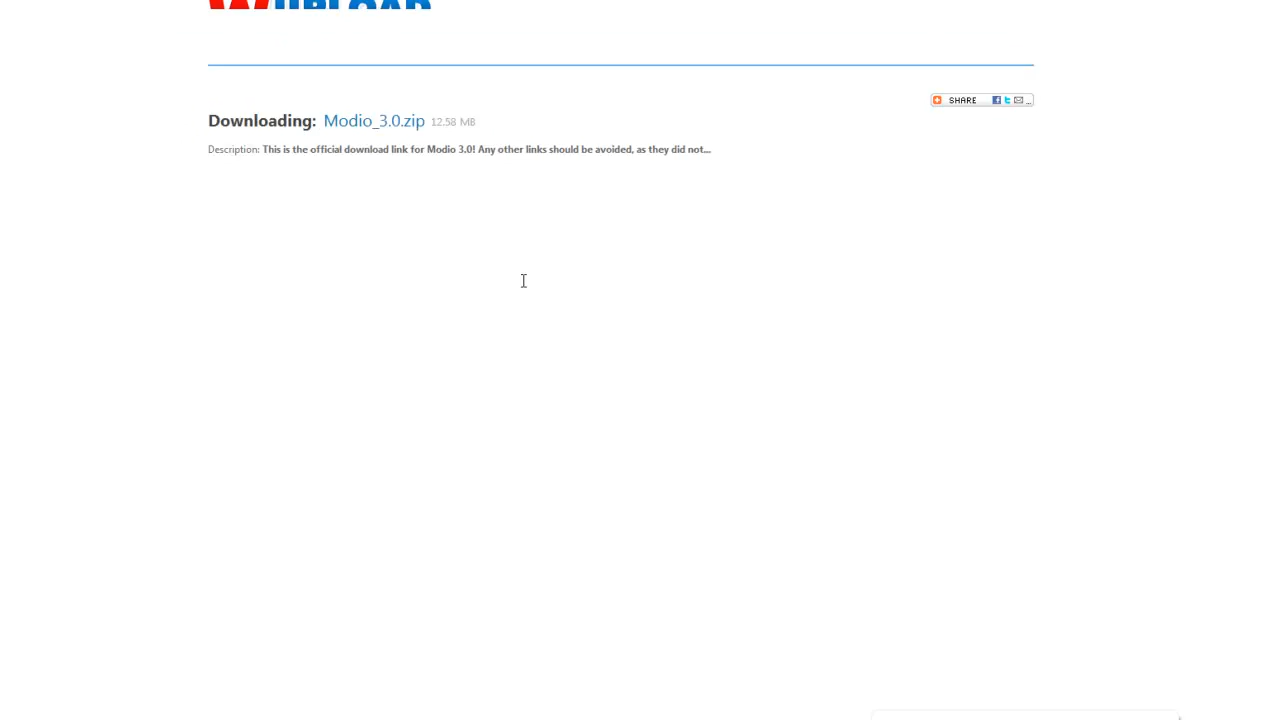 WUPLOAD
SHARE ...
Downloading: Modio_3.0.zip 12.58 MB
Description: This is the official download link for Modio 3.0! Any other links should be avoided, as they did not...